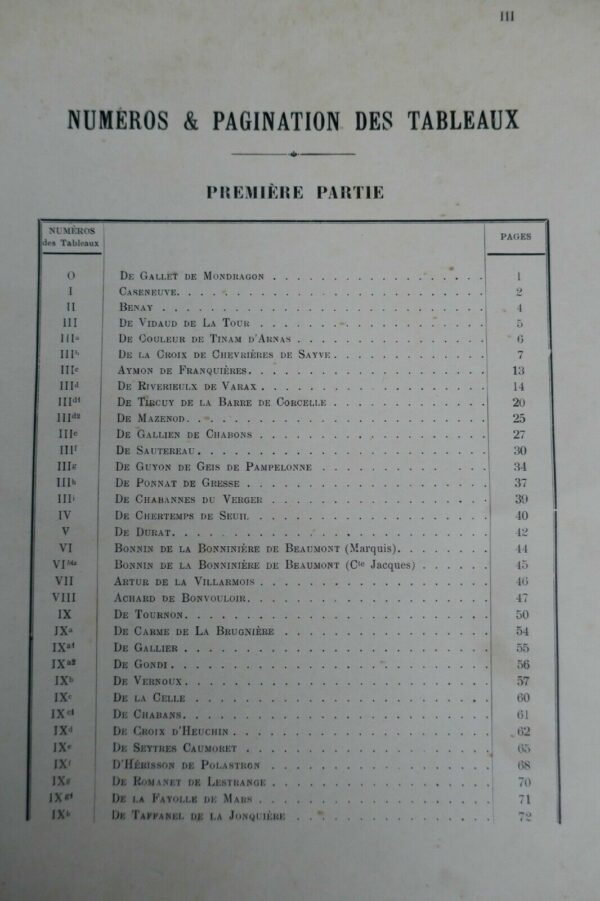 III
NUMÉROS & PAGINATION DES TABLEAUX
PREMIÈRE PARTIE
NUMÉROS des Tableaux PAGES
O De Gallet de Mondragon 1
I Caseneuve 2
II Benay 4
III De Vidaud de La Tour 5
IIIa De Couleur de Tinam d'Arnas 6
IIIb De la Croix de Chevrières de Sayve 7
IIIc Aymon de Franquières 13
IIId De Riverieulx de Varax 14
IIId1 De Tircuy de la Barre de Corcelle 20
IIId2 De Mazenod 25
IIIe De Gallien de Chabons 27
IIIf De Sautereau 30
IIIg De Guyon de Geis de Pampelonne 34
IIIh De Ponnat de Gresse 37
IIIi De Chabannes du Verger 39
IV De Chertemps de Seuil 40
V De Durat 42
VI Bonnin de la Bonninière de Beaumont (Marquis) 44
VIbis Bonnin de la Bonninière de Beaumont (Cte Jacques) 45
VII Artur de la Villarmois 46
VIII Achard de Bonvouloir 47
IX De Tournon 50
IXa De Carme de La Brugnière 54
IXa1 De Gallier 55
IXa2 De Gondi 56
IXb De Vernoux 57
IXc De la Celle 60
IXc1 De Chabans 61
IXd De Croix d'Heuchin 62
IXe De Seytres Caumoret 65
IXf D'Hérisson de Polastron 68
IXg De Romanet de Lestrange 70
IXg1 De la Fayolle de Mars 71
IXh De Taffanel de la Jonquière 72